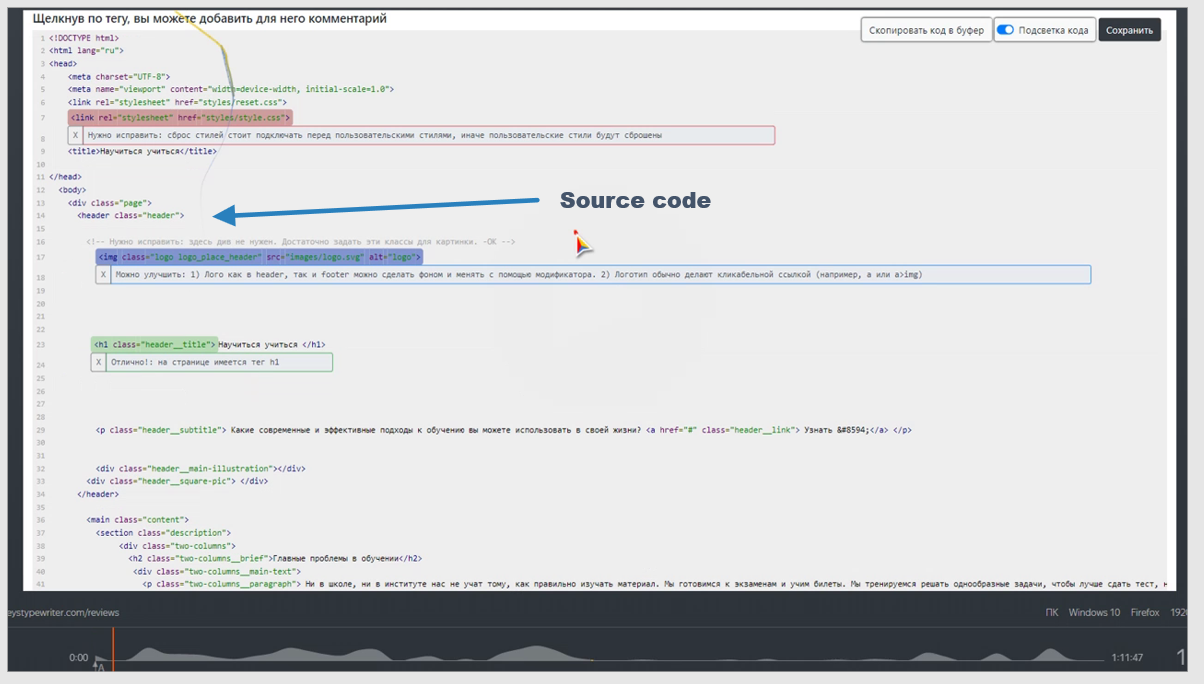 Щелкнув по тегу, вы можете добавить для него комментарий
Скопировать код в буфер
Подсветка кода
Сохранить
1 <!DOCTYPE html>
2 <html lang="ru">
3 <head>
4 <meta charset="UTF-8">
5 <meta name="viewport" content="width=device-width, initial-scale=1.0">
6 <link rel="stylesheet" href="styles/reset.css">
7 <link rel="stylesheet" href="styles/style.css">
8 X Нужно исправить: сброс стилей стоит подключать перед пользовательскими стилями, иначе пользовательские стили будут сброшены
9 <title>Научиться учиться</title>
10
11 </head>
12 <body>
13 <div class="page">
14 <header class="header">
Source code
15
16 <!-- Нужно исправить: здесь див не нужен. Достаточно задать эти классы для картинки. -ОК -->
17 <img class="logo logo_place_header" src="images/logo.svg" alt="logo">
18 X Можно улучшить: 1) Лого как в header, так и footer можно сделать фоном и менять с помощью модификатора. 2) Логотип обычно делают кликабельной ссылкой (например, a или a>img)
19
20
21
22
23 <h1 class="header__title">Научиться учиться </h1>
24 X Отлично!: на странице имеется тег h1
25
26
27
28
29 <p class="header__subtitle"> Какие современные и эффективные подходы к обучению вы можете использовать в своей жизни? <a href="#" class="header__link"> Узнать &#8594;</a> </p>
30
31
32 <div class="header__main-illustration"></div>
33 <div class="header__square-pic"> </div>
34 </header>
35
36 <main class="content">
37 <section class="description">
38 <div class="two-columns">
39 <h2 class="two-columns__brief">Главные проблемы в обучении</h2>
40 <div class="two-columns__main-text">
41 <p class="two-columns__paragraph"> Ни в школе, ни в институте нас не учат тому, как правильно изучать материал. Мы готовимся к экзаменам и учим билеты. Мы тренируемся решать однообразные задачи, чтобы лучше сдать тест,
eystypewriter.com/reviews
ПК Windows 10 Firefox 192
0:00
A
1:11:47
1